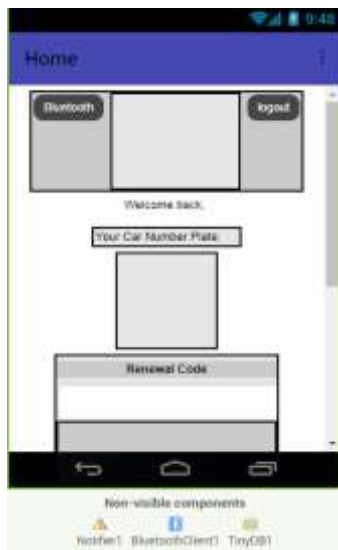 9:48
Home
Bluetooth
logout
Welcome back,
Your Car Number Plate
Renewal Code
Non-visible components
Notifier1 BluetoothClient1 TinyDB1